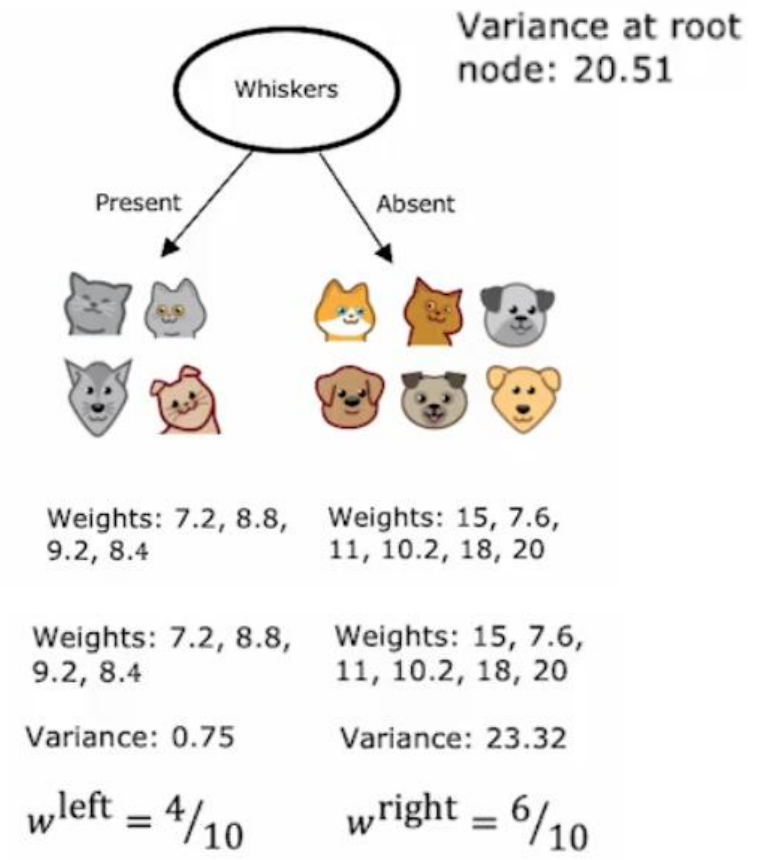 Variance at root
node: 20.51
Whiskers
Present
Absent
Weights: 7.2, 8.8,
9.2, 8.4
Weights: 15, 7.6,
11, 10.2, 18, 20
Weights: 7.2, 8.8,
9.2, 8.4
Weights: 15, 7.6,
11, 10.2, 18, 20
Variance: 0.75
Variance: 23.32
w^left = 4/10
w^right = 6/10